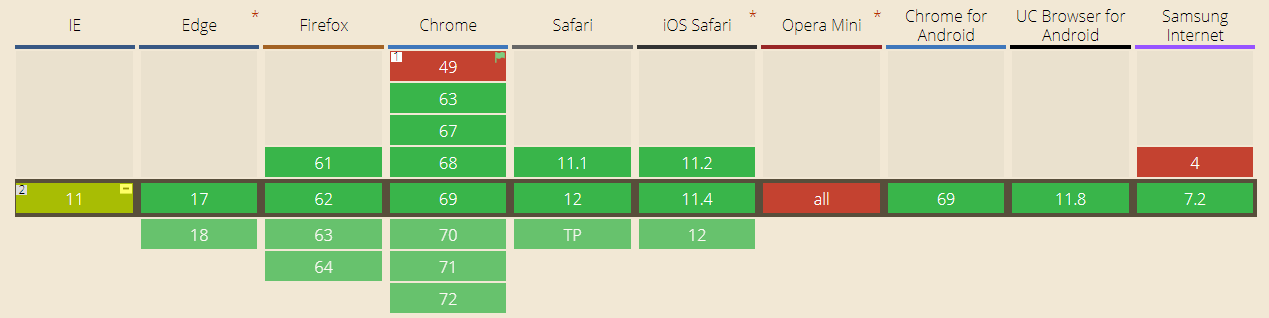 IE Edge * Firefox Chrome Safari iOS Safari * Opera Mini * Chrome for Android UC Browser for Android Samsung Internet
1 49
63
67
61 68 11.1 11.2 4
2 11 - 17 62 69 12 11.4 all 69 11.8 7.2
18 63 70 TP 12
64 71
72